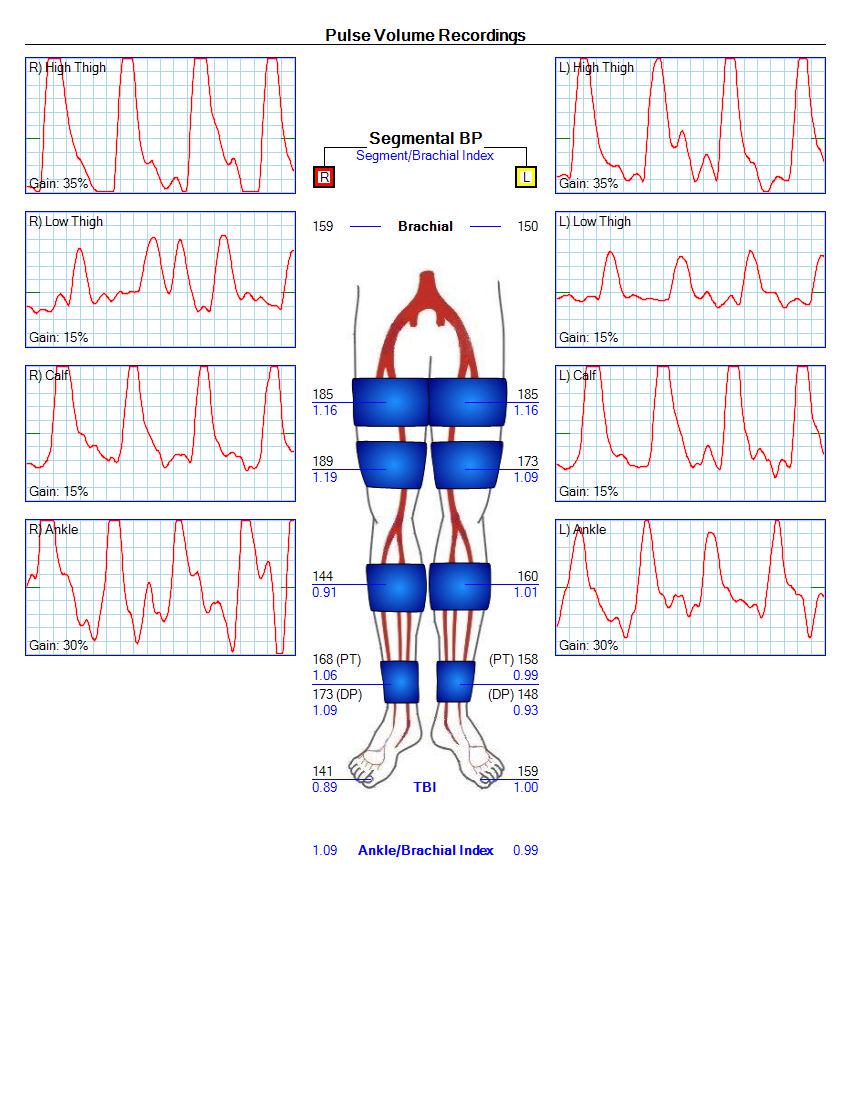 Pulse Volume Recordings
R) High Thigh
Gain: 35%
R) Low Thigh
Gain: 15%
R) Calf
Gain: 15%
R) Ankle
Gain: 30%
Segmental BP
Segment/Brachial Index
R L
159 Brachial 150
185 185
1.16 1.16
189 173
1.19 1.09
144 160
0.91 1.01
168 (PT) (PT) 158
1.06 0.99
173 (DP) (DP) 148
1.09 0.93
141 159
0.89 TBI 1.00
1.09 Ankle/Brachial Index 0.99
L) High Thigh
Gain: 35%
L) Low Thigh
Gain: 15%
L) Calf
Gain: 15%
L) Ankle
Gain: 30%